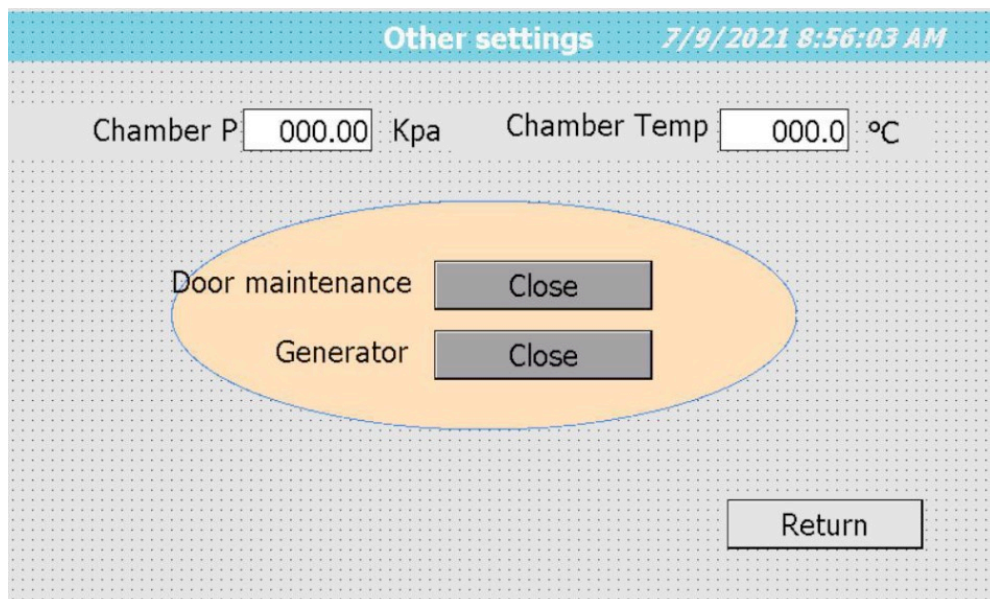 Other settings 7/9/2021 8:56:03 AM
Chamber P 000.00 Kpa Chamber Temp 000.0 °C
Door maintenance Close
Generator Close
Return